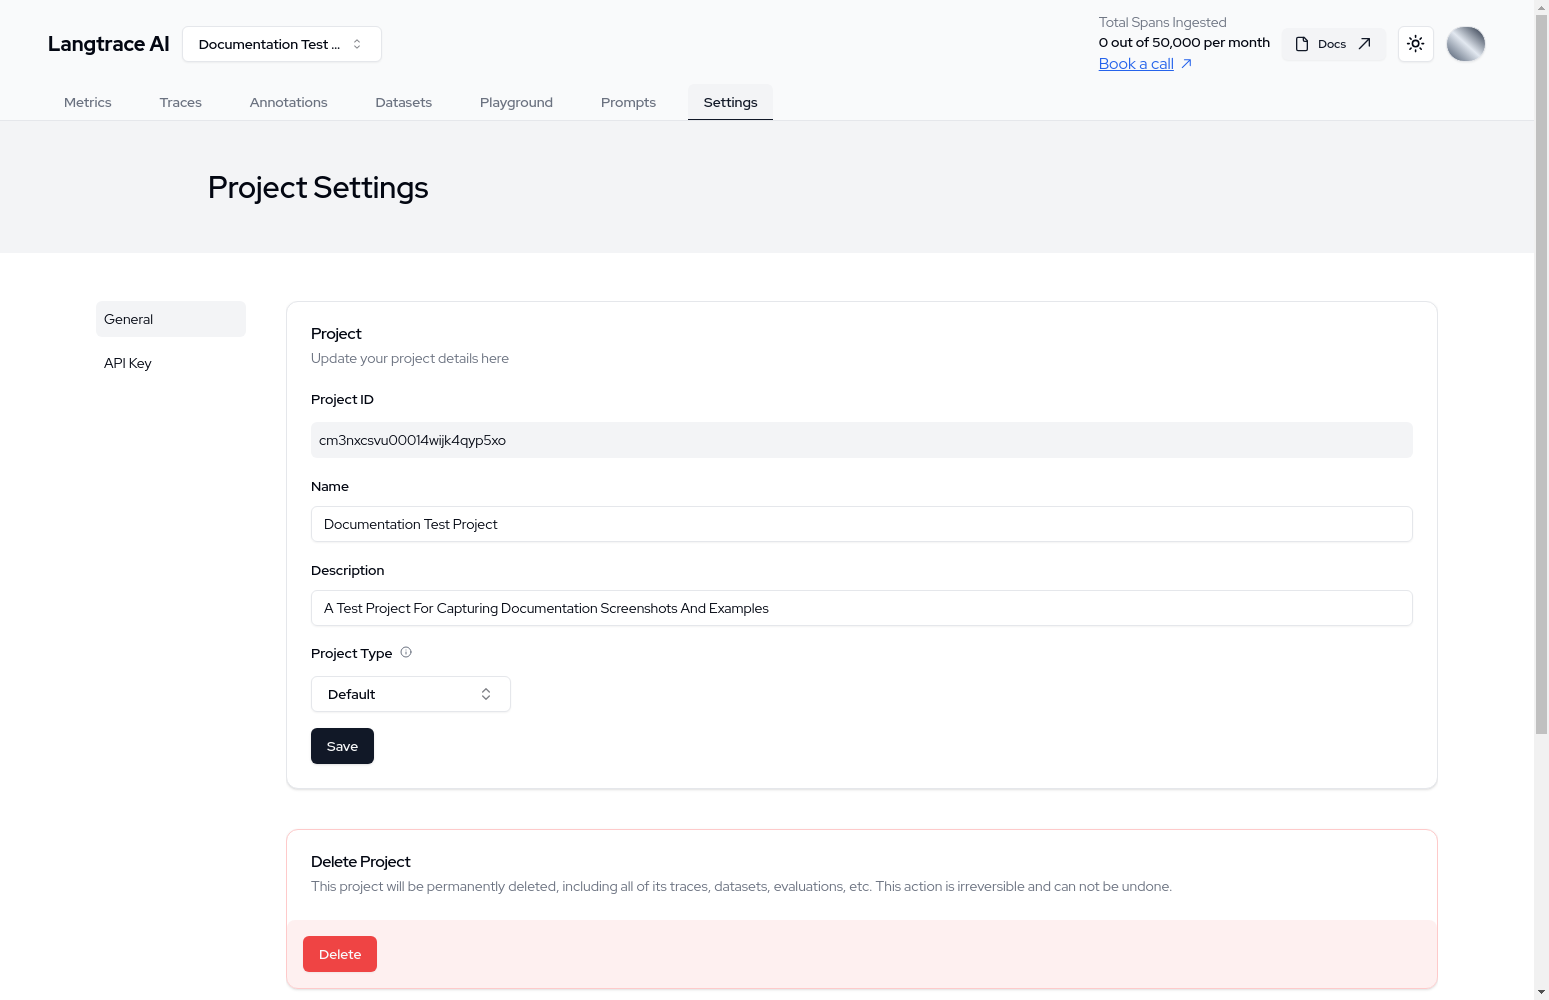 Langtrace AI
Documentation Test ...
Total Spans Ingested
0 out of 50,000 per month
Book a call
Docs
Metrics
Traces
Annotations
Datasets
Playground
Prompts
Settings
Project Settings
General
API Key
Project
Update your project details here
Project ID
cm3nxcsvu00014wijk4qyp5xo
Name
Documentation Test Project
Description
A Test Project For Capturing Documentation Screenshots And Examples
Project Type
Default
Save
Delete Project
This project will be permanently deleted, including all of its traces, datasets, evaluations, etc. This action is irreversible and can not be undone.
Delete